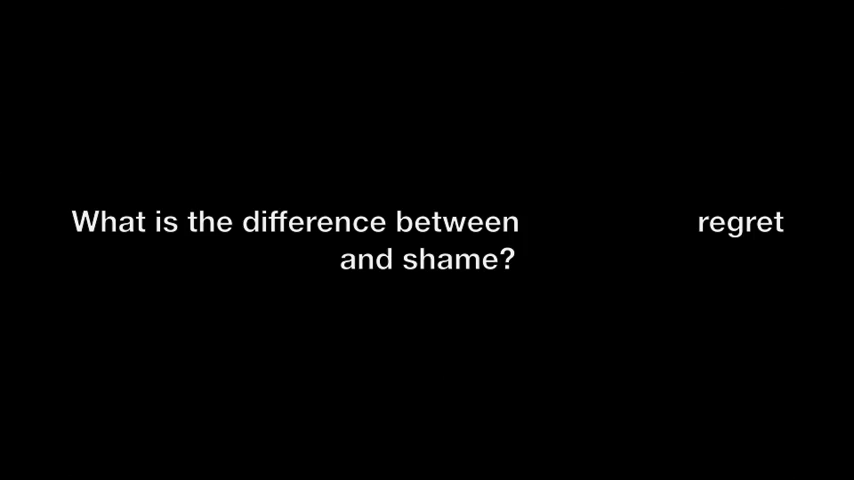 What is the difference between regret
and shame?